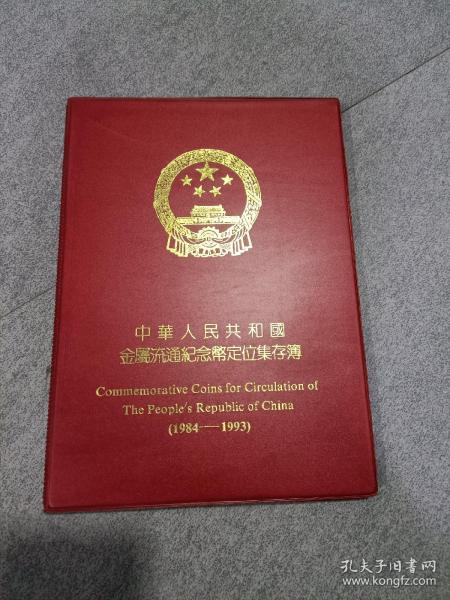 中華人民共和國
金屬流通紀念幣定位集存簿
Commemorative Coins for Circulation of
The People's Republic of China
(1984——1993)
孔夫子旧书网
www.kongfz.com